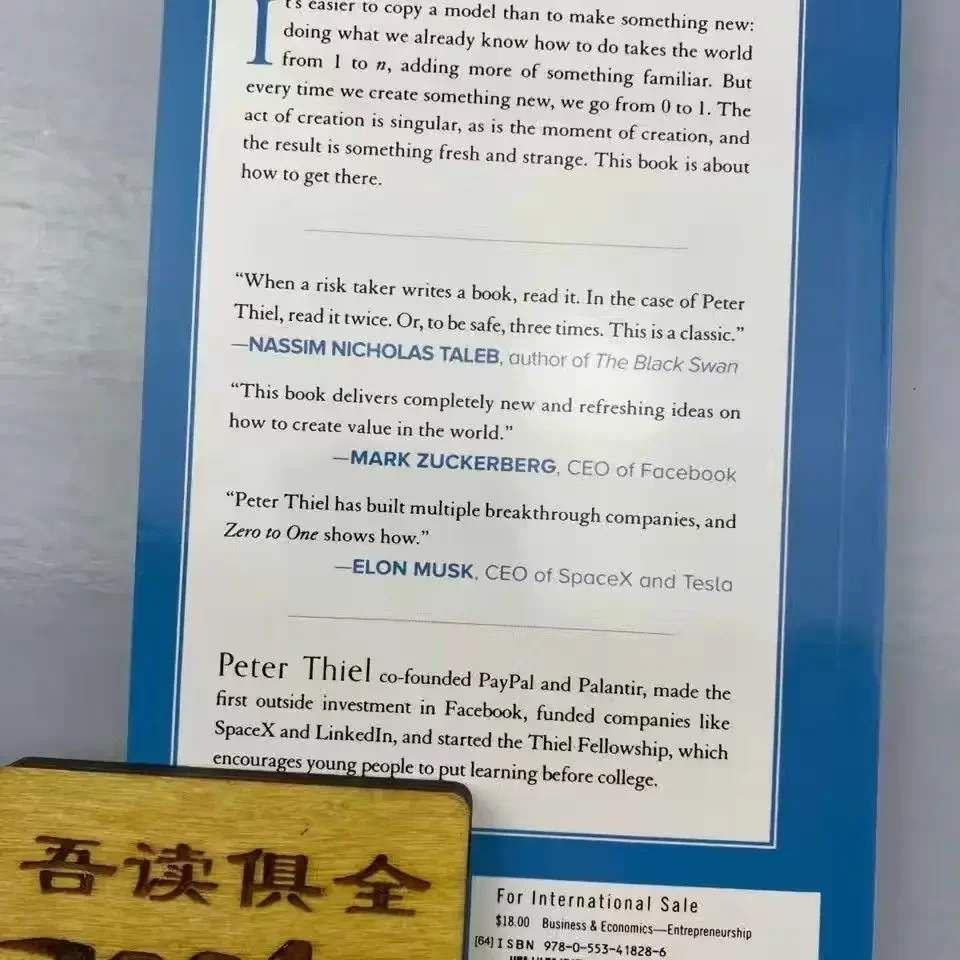 It's easier to copy a model than to make something new:
doing what we already know how to do takes the world
from 1 to n, adding more of something familiar. But
every time we create something new, we go from 0 to 1. The
act of creation is singular, as is the moment of creation, and
the result is something fresh and strange. This book is about
how to get there.
“When a risk taker writes a book, read it. In the case of Peter
Thiel, read it twice. Or, to be safe, three times. This is a classic.”
—NASSIM NICHOLAS TALEB, author of The Black Swan
“This book delivers completely new and refreshing ideas on
how to create value in the world.”
—MARK ZUCKERBERG, CEO of Facebook
“Peter Thiel has built multiple breakthrough companies, and
Zero to One shows how.”
—ELON MUSK, CEO of SpaceX and Tesla
Peter Thiel co-founded PayPal and Palantir, made the
first outside investment in Facebook, funded companies like
SpaceX and LinkedIn, and started the Thiel Fellowship, which
encourages young people to put learning before college.
吾读俱全
For International Sale
$18.00 Business & Economics—Entrepreneurship
[64] ISBN 978-0-553-41828-6